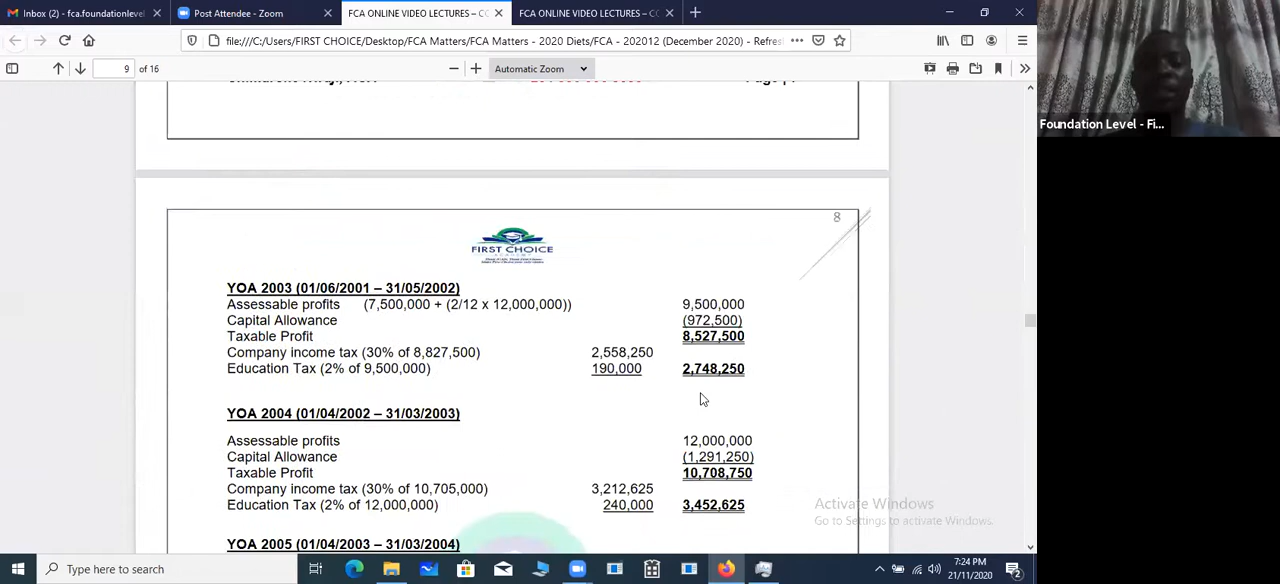 Inbox (2) - fca.foundationlevel
Post Attendee - Zoom
FCA ONLINE VIDEO LECTURES – CC
FCA ONLINE VIDEO LECTURES – CC
file:///C:/Users/FIRST CHOICE/Desktop/FCA Matters/FCA Matters - 2020 Diets/FCA - 202012 (December 2020) - Refres
9 of 16
Automatic Zoom
Foundation Level - Fi...
8
FIRST CHOICE
YOA 2003 (01/06/2001 – 31/05/2002)
Assessable profits (7,500,000 + (2/12 x 12,000,000)) 9,500,000
Capital Allowance (972,500)
Taxable Profit 8,527,500
Company income tax (30% of 8,827,500) 2,558,250
Education Tax (2% of 9,500,000) 190,000 2,748,250
YOA 2004 (01/04/2002 – 31/03/2003)
Assessable profits 12,000,000
Capital Allowance (1,291,250)
Taxable Profit 10,708,750
Company income tax (30% of 10,705,000) 3,212,625
Education Tax (2% of 12,000,000) 240,000 3,452,625
YOA 2005 (01/04/2003 – 31/03/2004)
Activate Windows
Go to Settings to activate Windows.
Type here to search
7:24 PM
21/11/2020
2